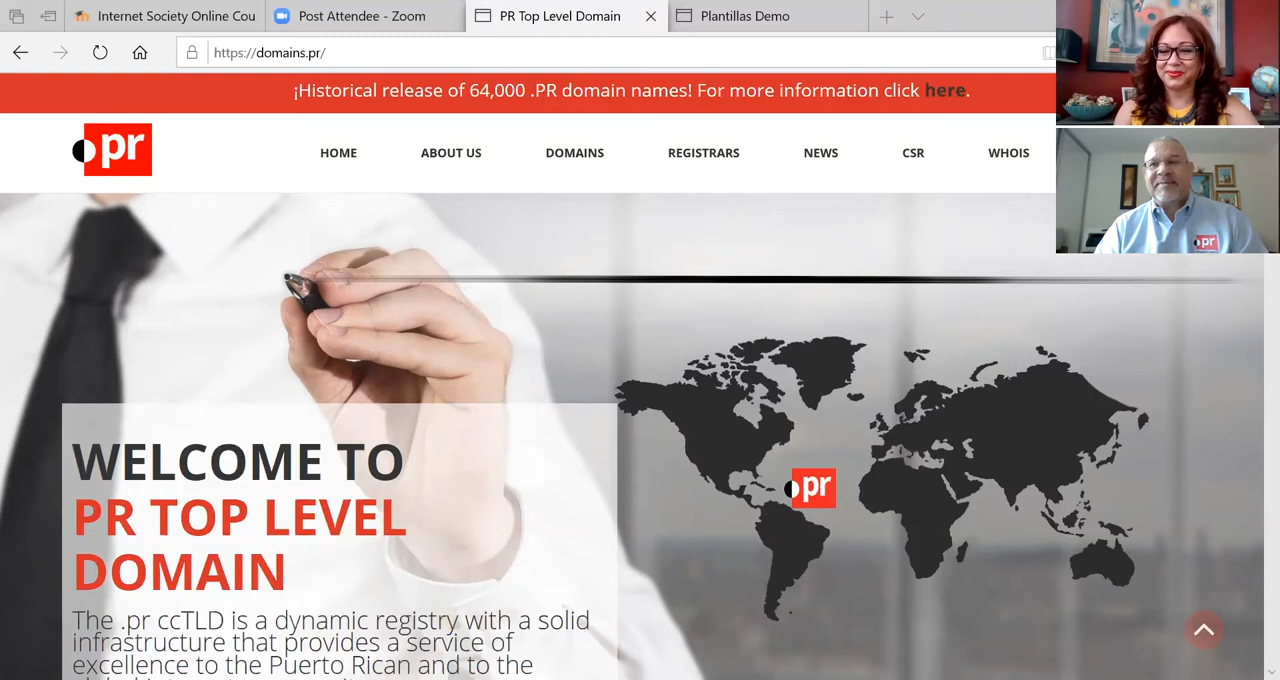 Internet Society Online Cou
Post Attendee - Zoom
PR Top Level Domain
Plantillas Demo
https://domains.pr/
¡Historical release of 64,000 .PR domain names! For more information click here.
pr
HOME
ABOUT US
DOMAINS
REGISTRARS
NEWS
CSR
WHOIS
pr
pr
WELCOME TO
PR TOP LEVEL
DOMAIN
The .pr ccTLD is a dynamic registry with a solid
infrastructure that provides a service of
excellence to the Puerto Rican and to the